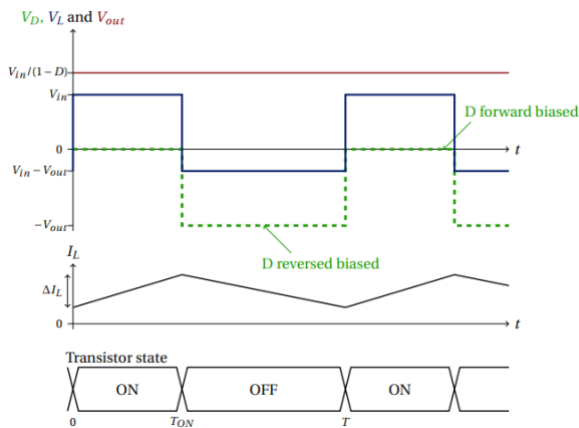 V_D, V_L and V_out
V_in/(1−D)
V_in
D forward biased
0
t
V_in−V_out
−V_out
D reversed biased
I_L
ΔI_L
0
t
Transistor state
ON
OFF
ON
0
T_ON
T